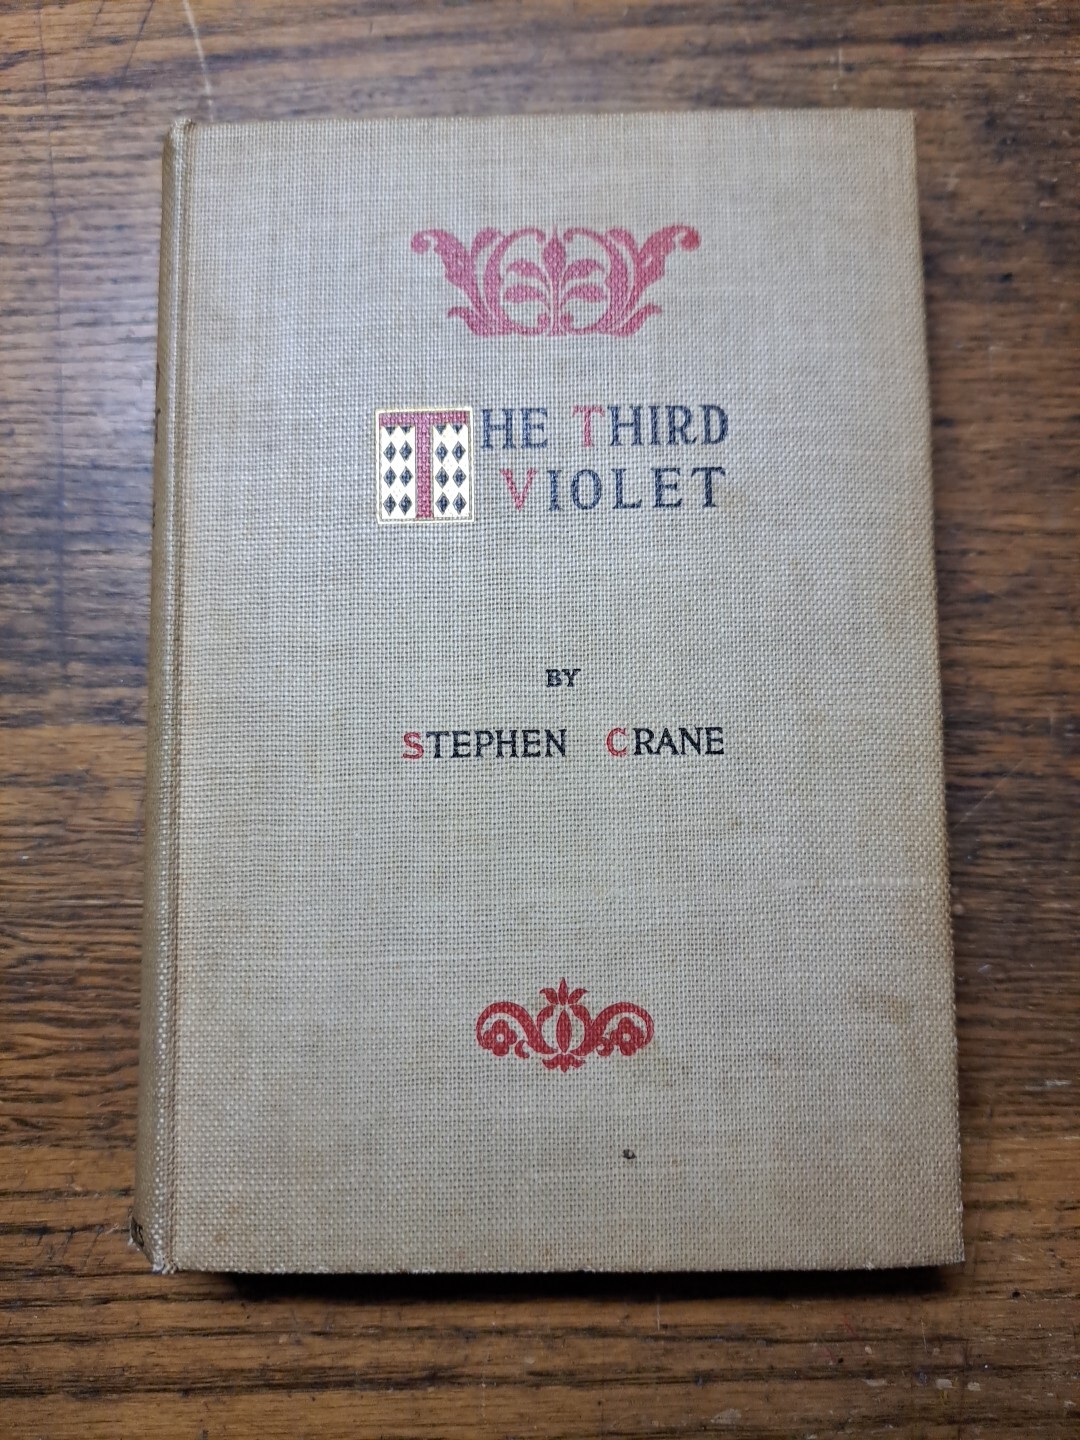 THE THIRD
VIOLET
BY
STEPHEN CRANE